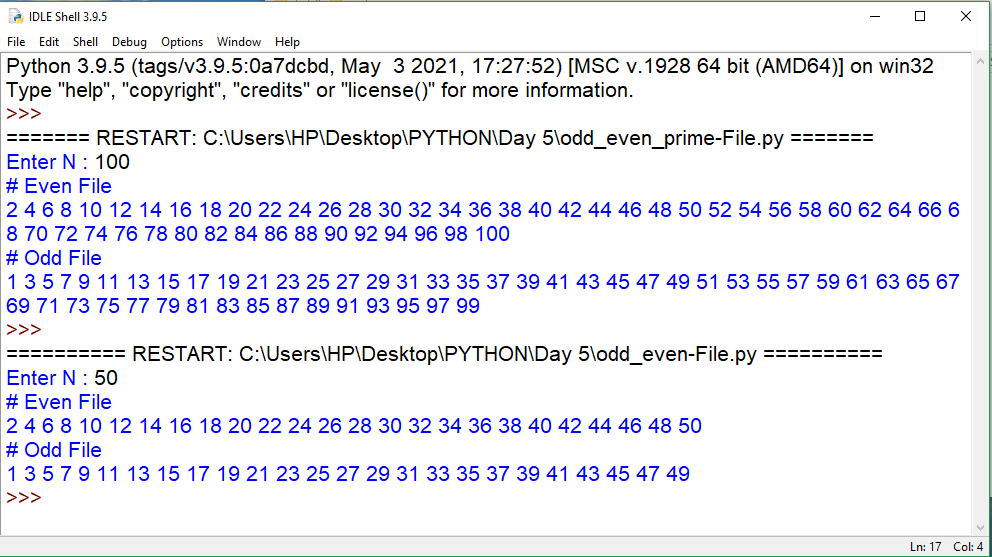 IDLE Shell 3.9.5
File Edit Shell Debug Options Window Help
Python 3.9.5 (tags/v3.9.5:0a7dcbd, May  3 2021, 17:27:52) [MSC v.1928 64 bit (AMD64)] on win32
Type "help", "copyright", "credits" or "license()" for more information.
>>>
======= RESTART: C:\Users\HP\Desktop\PYTHON\Day 5\odd_even_prime-File.py =======
Enter N : 100
# Even File
2 4 6 8 10 12 14 16 18 20 22 24 26 28 30 32 34 36 38 40 42 44 46 48 50 52 54 56 58 60 62 64 66 6
8 70 72 74 76 78 80 82 84 86 88 90 92 94 96 98 100
# Odd File
1 3 5 7 9 11 13 15 17 19 21 23 25 27 29 31 33 35 37 39 41 43 45 47 49 51 53 55 57 59 61 63 65 67
69 71 73 75 77 79 81 83 85 87 89 91 93 95 97 99
>>>
========== RESTART: C:\Users\HP\Desktop\PYTHON\Day 5\odd_even-File.py ==========
Enter N : 50
# Even File
2 4 6 8 10 12 14 16 18 20 22 24 26 28 30 32 34 36 38 40 42 44 46 48 50
# Odd File
1 3 5 7 9 11 13 15 17 19 21 23 25 27 29 31 33 35 37 39 41 43 45 47 49
>>>
Ln: 17 Col: 4